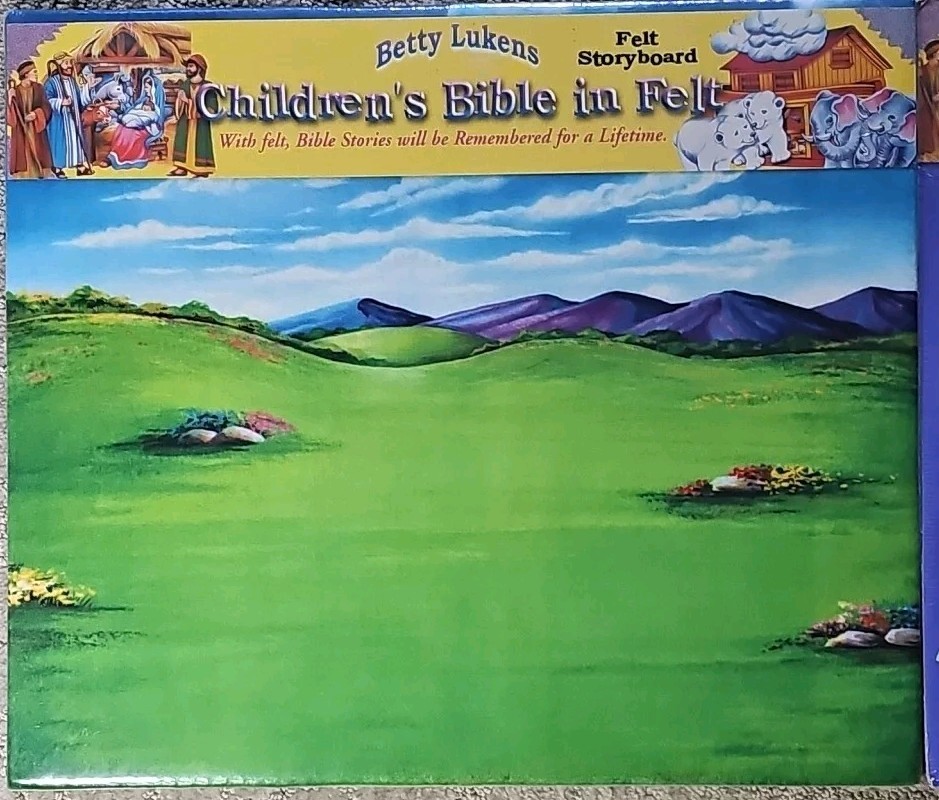 Betty Lukens
Felt
Storyboard
Children's Bible in Felt
With felt, Bible Stories will be Remembered for a Lifetime.